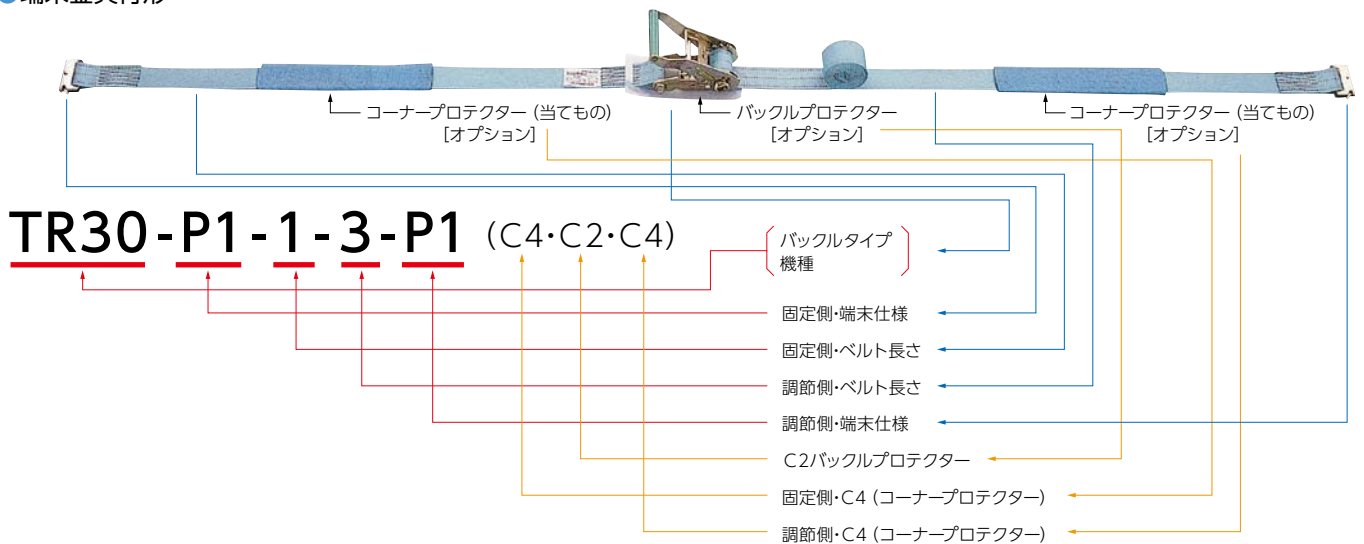 端末金具付形
コーナープロテクター (当てもの)
[オプション]
バックルプロテクター
[オプション]
コーナープロテクター (当てもの)
[オプション]
TR30-P1-1-3-P1 (C4・C2・C4)
バックルタイプ
機種
固定側・端末仕様
固定側・ベルト長さ
調節側・ベルト長さ
調節側・端末仕様
C2バックルプロテクター
固定側・C4 (コーナープロテクター)
調節側・C4 (コーナープロテクター)